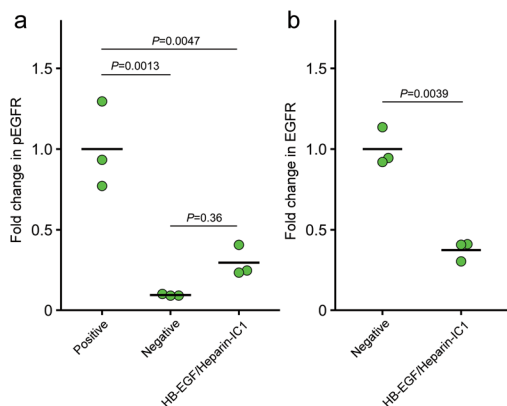 a
Fold change in pEGFR
1.5
1.0
0.5
0
P=0.0047
P=0.0013
P=0.36
Positive
Negative
HB-EGF/Heparin-IC1
b
Fold change in EGFR
1.5
1.0
0.5
0
P=0.0039
Negative
HB-EGF/Heparin-IC1